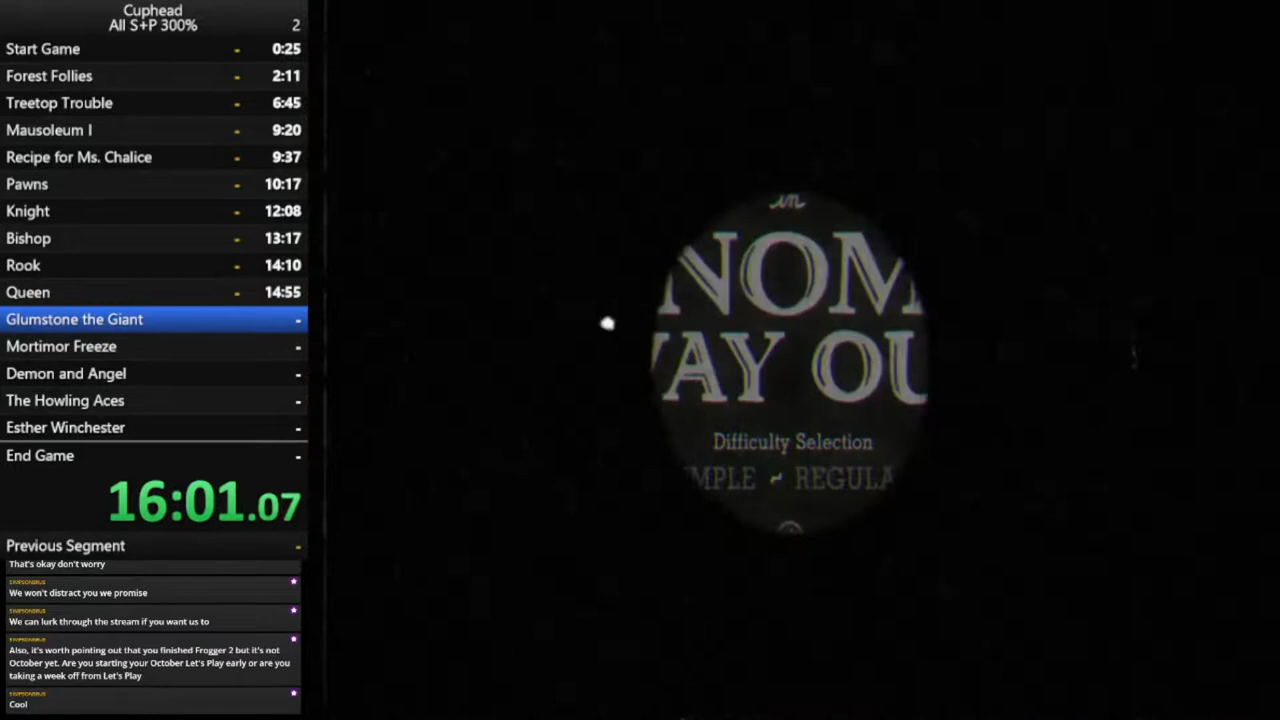 Cuphead
All S+P 300% 2
Start Game - 0:25
Forest Follies - 2:11
Treetop Trouble - 6:45
Mausoleum I - 9:20
Recipe for Ms. Chalice - 9:37
Pawns - 10:17
Knight - 12:08
Bishop - 13:17
Rook - 14:10
Queen - 14:55
Glumstone the Giant -
Mortimor Freeze -
Demon and Angel -
The Howling Aces -
Esther Winchester -
End Game -
16:01.07
Previous Segment -
That's okay don't worry
We won't distract you we promise
We can lurk through the stream if you want us to
Also, it's worth pointing out that you finished Frogger 2 but it's not
October yet. Are you starting your October Let's Play early or are you
taking a week off from Let's Play
Cool
in
NOM
WAY OU
Difficulty Selection
MPLE ~ REGULA